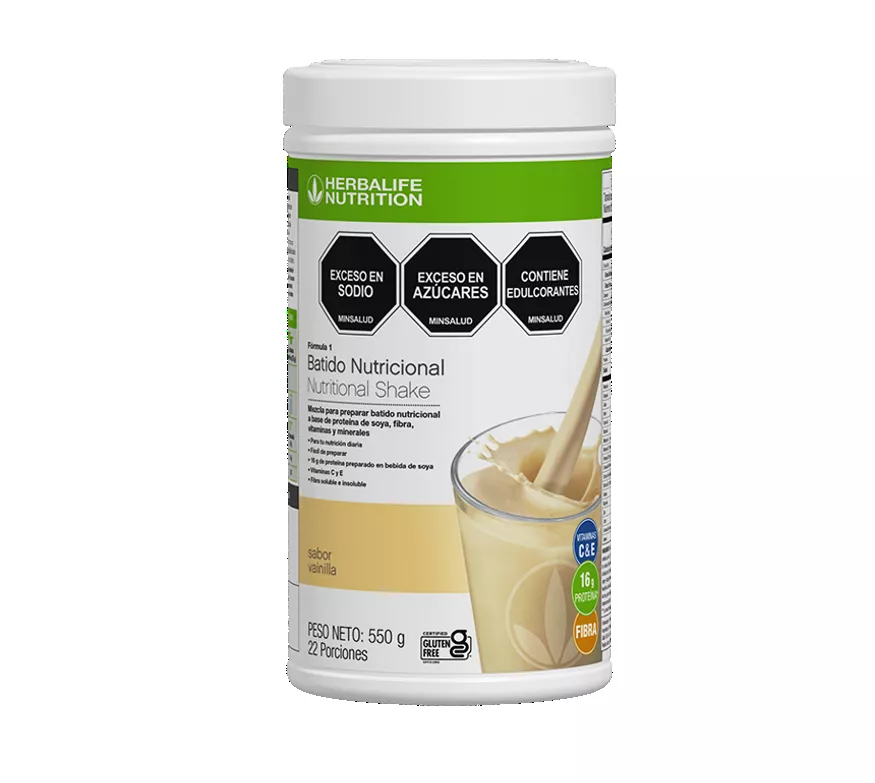 HERBALIFE
NUTRITION
EXCESO EN
SODIO
MINSALUD
EXCESO EN
AZÚCARES
MINSALUD
CONTIENE
EDULCORANTES
MINSALUD
Fórmula 1
Batido Nutricional
Nutritional Shake
Mezcla para preparar batido nutricional
a base de proteína de soya, fibra,
vitaminas y minerales
• Para tu nutrición diaria
• Fácil de preparar
• 16 g de proteína preparado en bebida de soya
• Vitaminas C y E
• Fibra soluble e insoluble
VITAMINAS
C&E
16 g
PROTEÍNA
FIBRA
sabor
vainilla
PESO NETO: 550 g
22 Porciones
CERTIFIED
GLUTEN
FREE